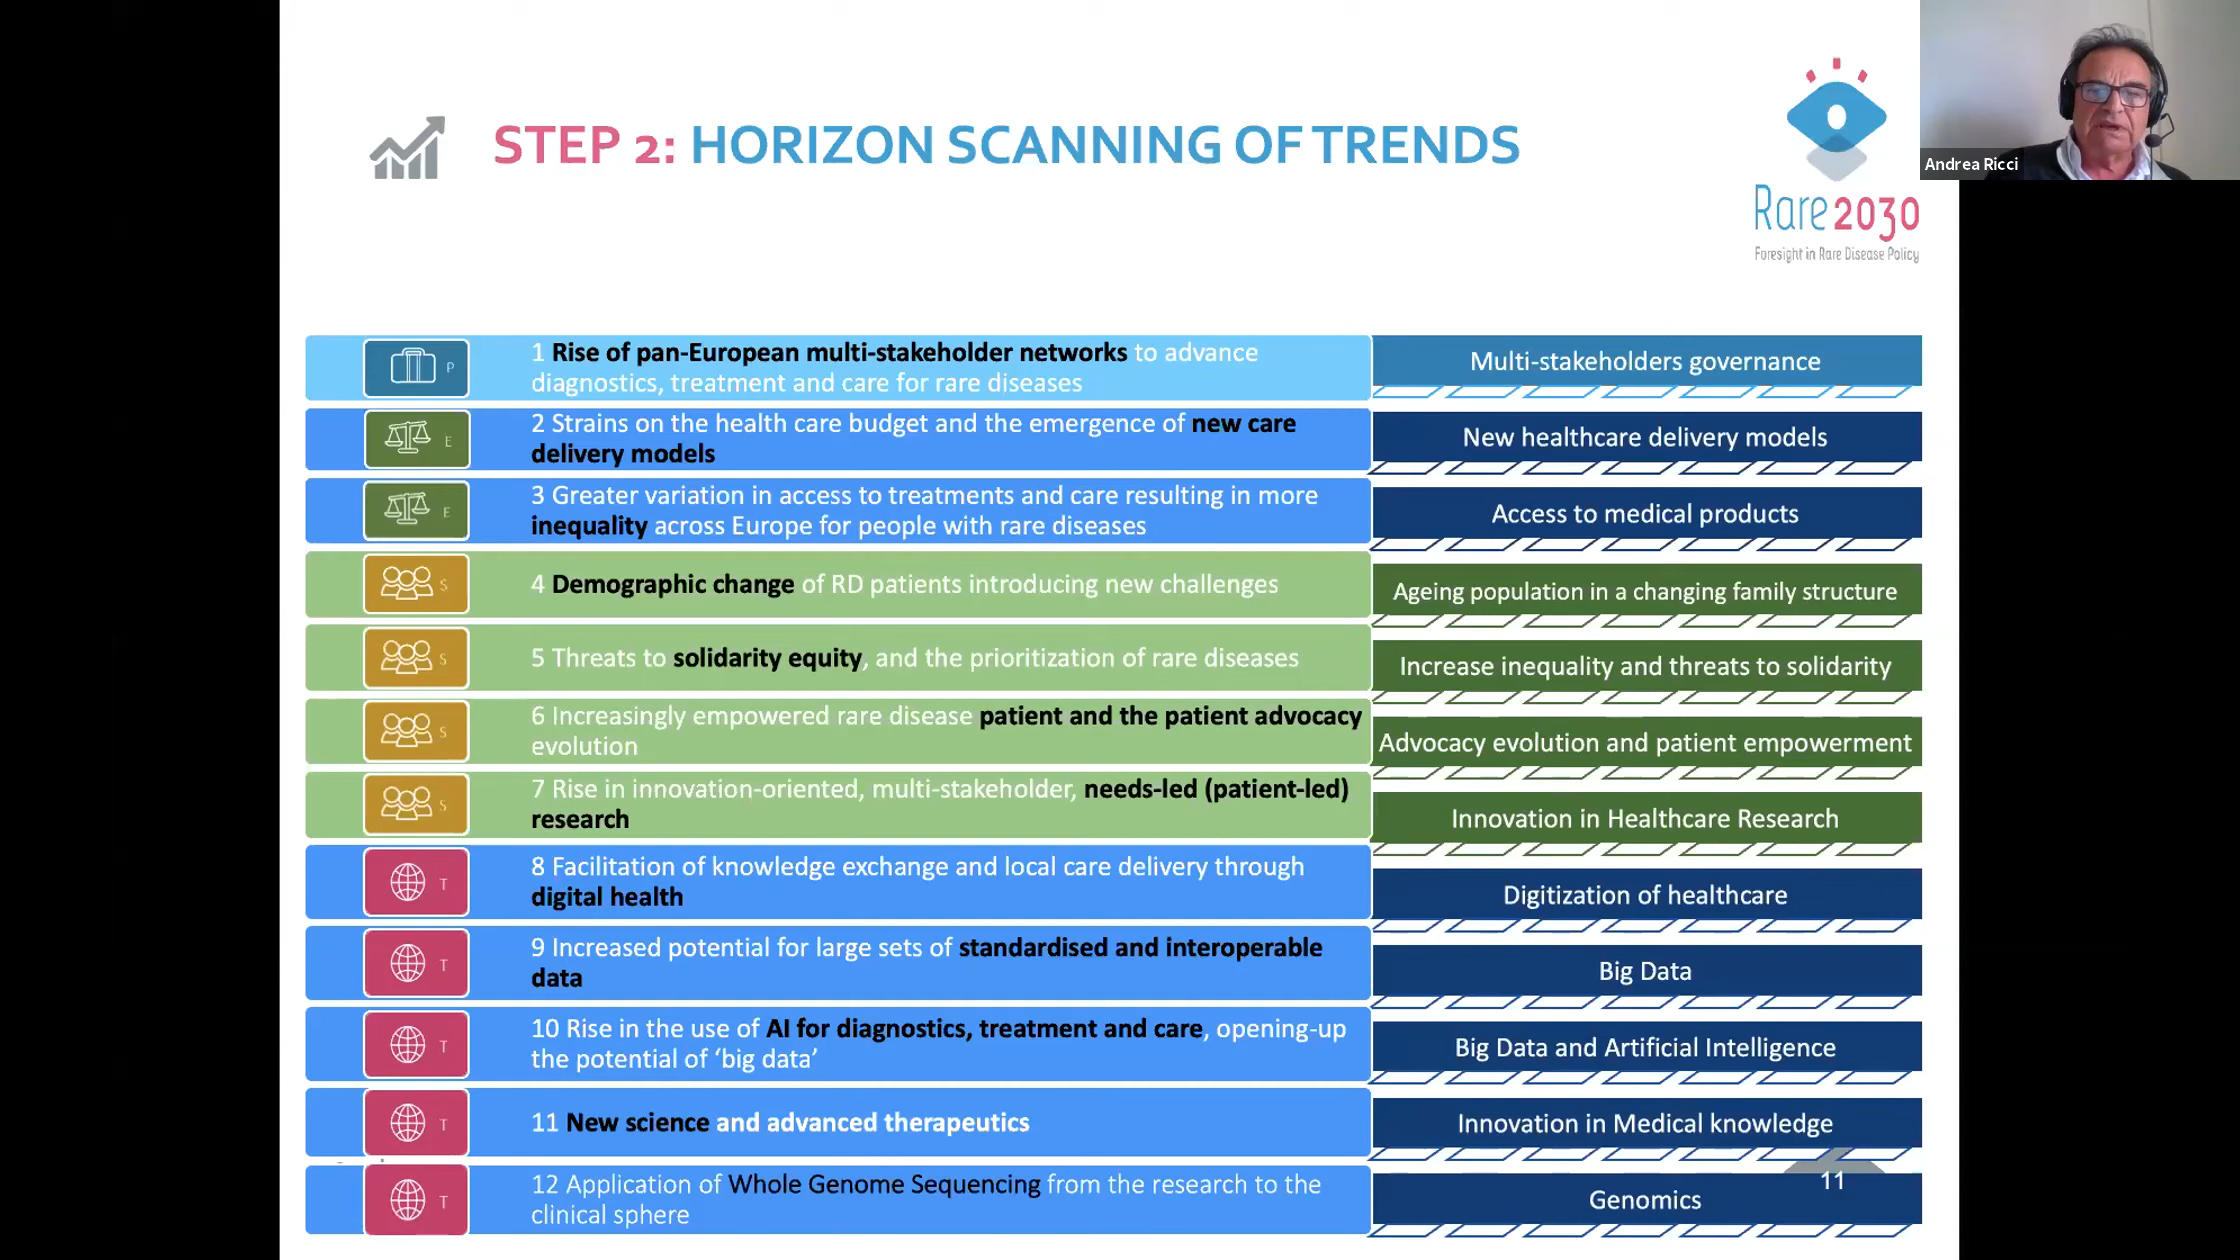 STEP 2: HORIZON SCANNING OF TRENDS
Andrea Ricci
Rare 2030
Foresight in Rare Disease Policy
P
1 Rise of pan-European multi-stakeholder networks to advance
diagnostics, treatment and care for rare diseases
Multi-stakeholders governance
E
2 Strains on the health care budget and the emergence of new care
delivery models
New healthcare delivery models
E
3 Greater variation in access to treatments and care resulting in more
inequality across Europe for people with rare diseases
Access to medical products
S
4 Demographic change of RD patients introducing new challenges
Ageing population in a changing family structure
S
5 Threats to solidarity equity, and the prioritization of rare diseases
Increase inequality and threats to solidarity
S
6 Increasingly empowered rare disease patient and the patient advocacy
evolution
Advocacy evolution and patient empowerment
S
7 Rise in innovation-oriented, multi-stakeholder, needs-led (patient-led)
research
Innovation in Healthcare Research
T
8 Facilitation of knowledge exchange and local care delivery through
digital health
Digitization of healthcare
T
9 Increased potential for large sets of standardised and interoperable
data
Big Data
T
10 Rise in the use of AI for diagnostics, treatment and care, opening-up
the potential of ‘big data’
Big Data and Artificial Intelligence
T
11 New science and advanced therapeutics
Innovation in Medical knowledge
T
12 Application of Whole Genome Sequencing from the research to the
clinical sphere
Genomics
11